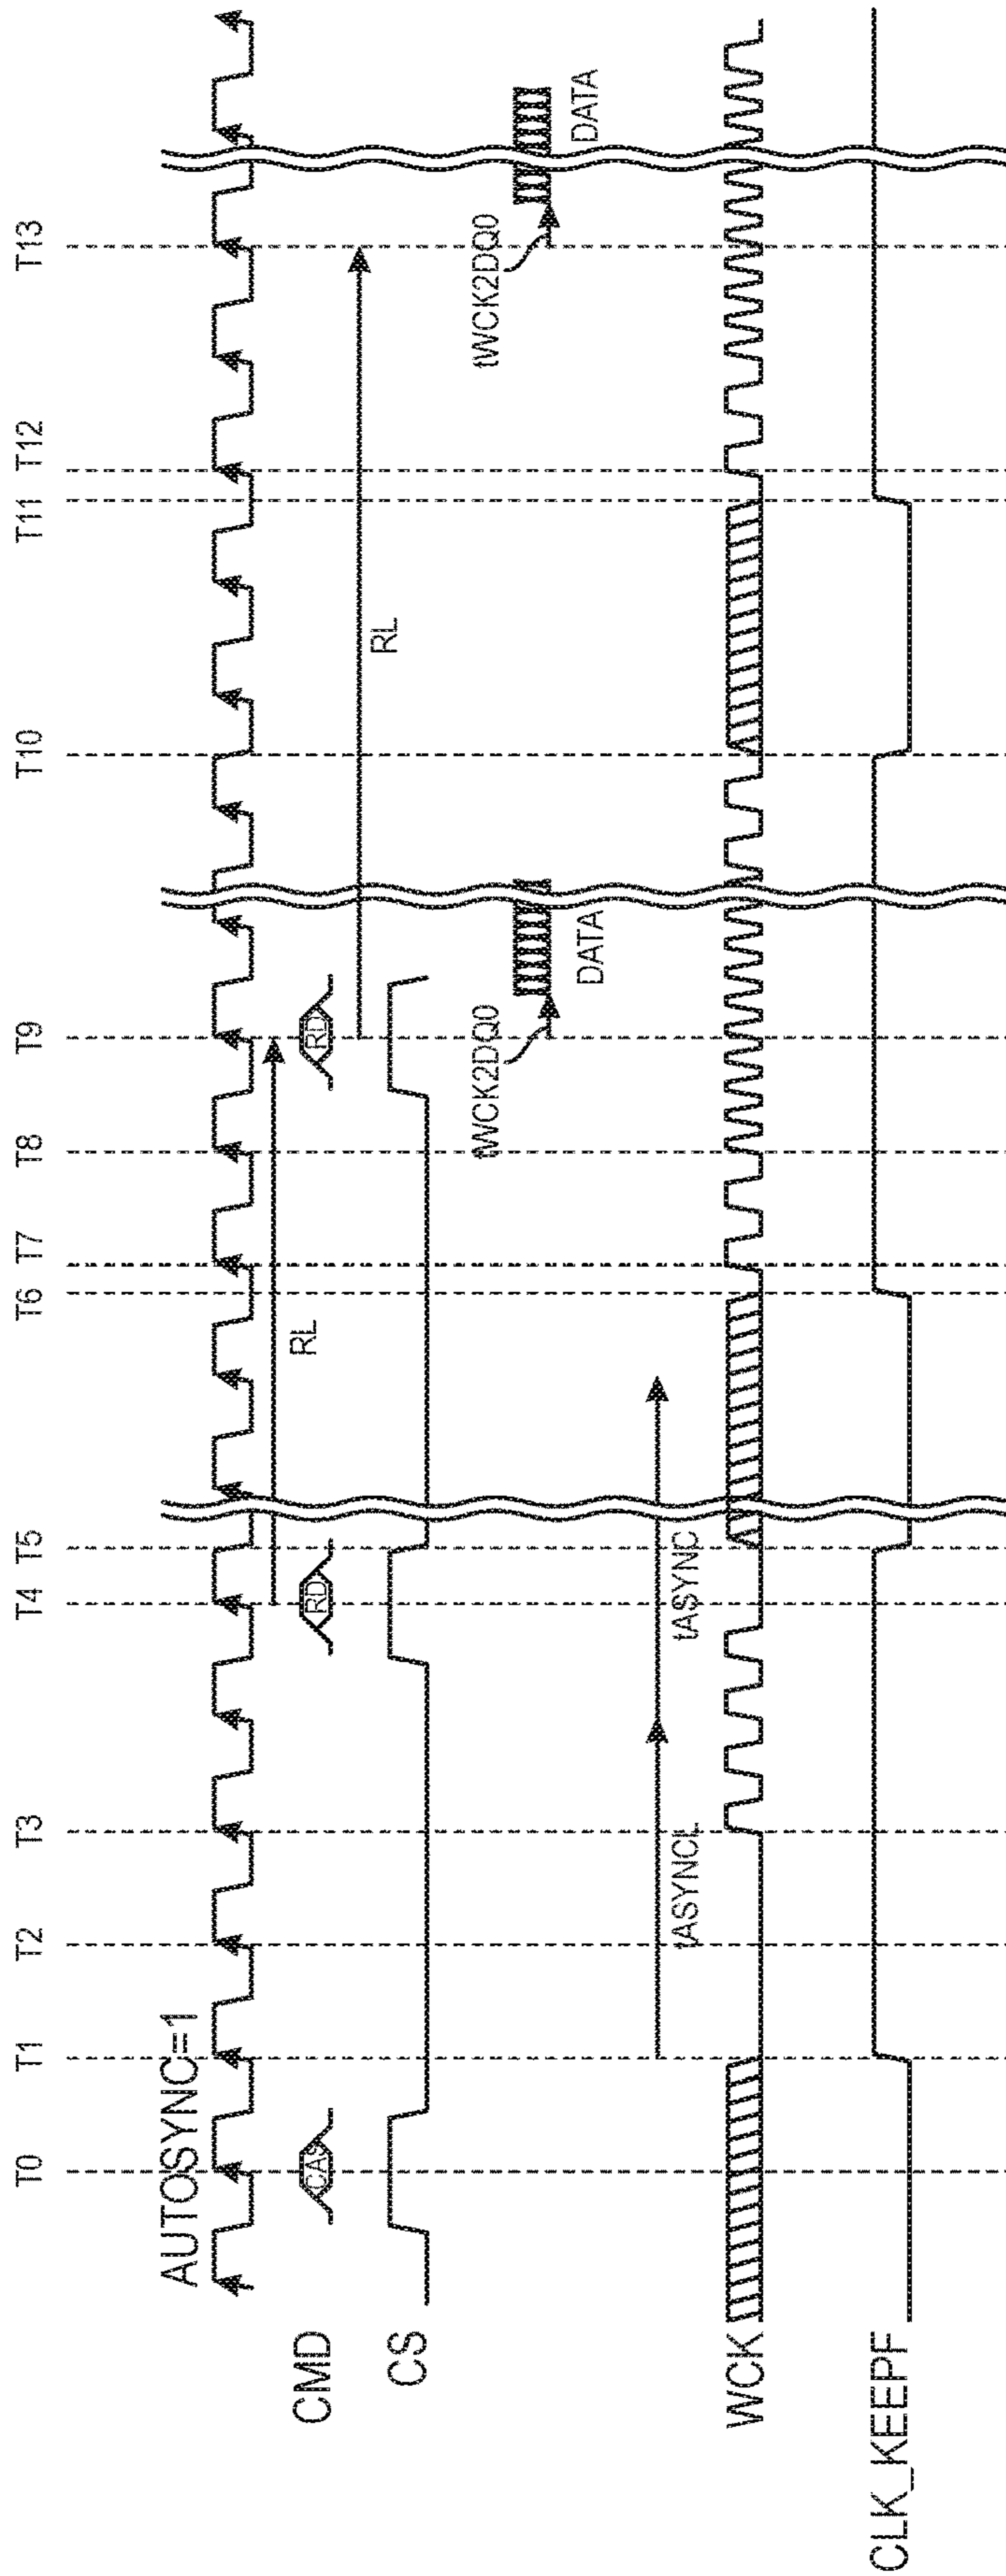 T0 T1 T2 T3 T4 T5 T6 T7 T8 T9 T10 T11 T12 T13
AUTOSYNC=1
RL
CMD CAS RD RD
RL
CS
tWCK2DQ0 tWCK2DQ0
DATA DATA
tASYNCL tASYNC
WCK
CLK_KEEPF